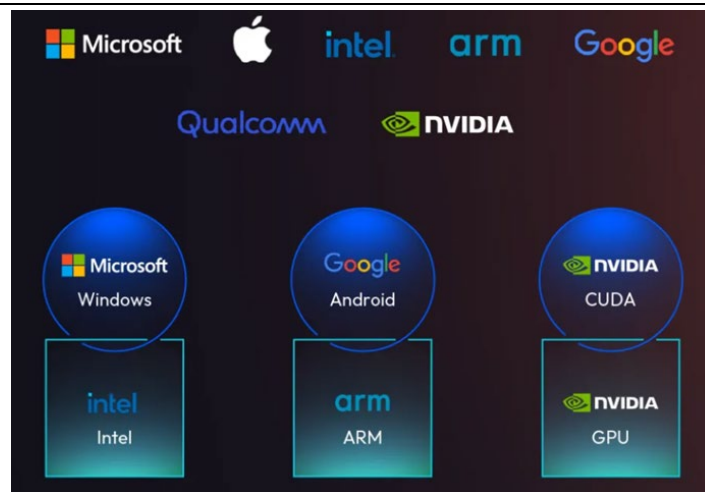 Microsoft intel. arm Google
Qualcomm NVIDIA
Microsoft Google NVIDIA
Windows Android CUDA
intel arm NVIDIA
Intel ARM GPU